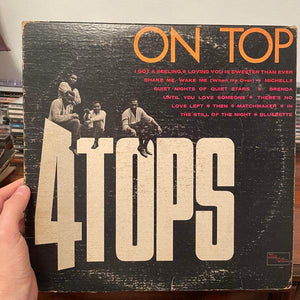 ON TOP
I GOT A FEELING • LOVING YOU IS SWEETER THAN EVER
SHAKE ME, WAKE ME (When It's Over) • MICHELLE
QUIET NIGHTS OF QUIET STARS • BRENDA
UNTIL YOU LOVE SOMEONE • THERE'S NO
LOVE LEFT • THEN • MATCHMAKER • IN
THE STILL OF THE NIGHT • BLUESETTE
4 TOPS